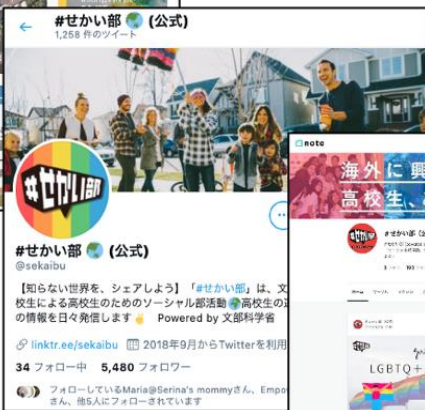 #せかい部 🌏 (公式)
1,258 件のツイート
#せかい部
#せかい部 🌏 (公式)
@sekaibu
【知らない世界を、シェアしよう】「#せかい部」は、文
校生による高校生のためのソーシャル部活動🌏高校生の
の情報を日々発信します✌ Powered by 文部科学省
linktr.ee/sekaibu 2018年9月からTwitterを利用
34 フォロー中 5,480 フォロワー
フォローしているMaria@Serina's mommyさん、Empo
さん、他5人にフォローされています
note
海外に興
高校生、
#せかい部
LGBTQ+